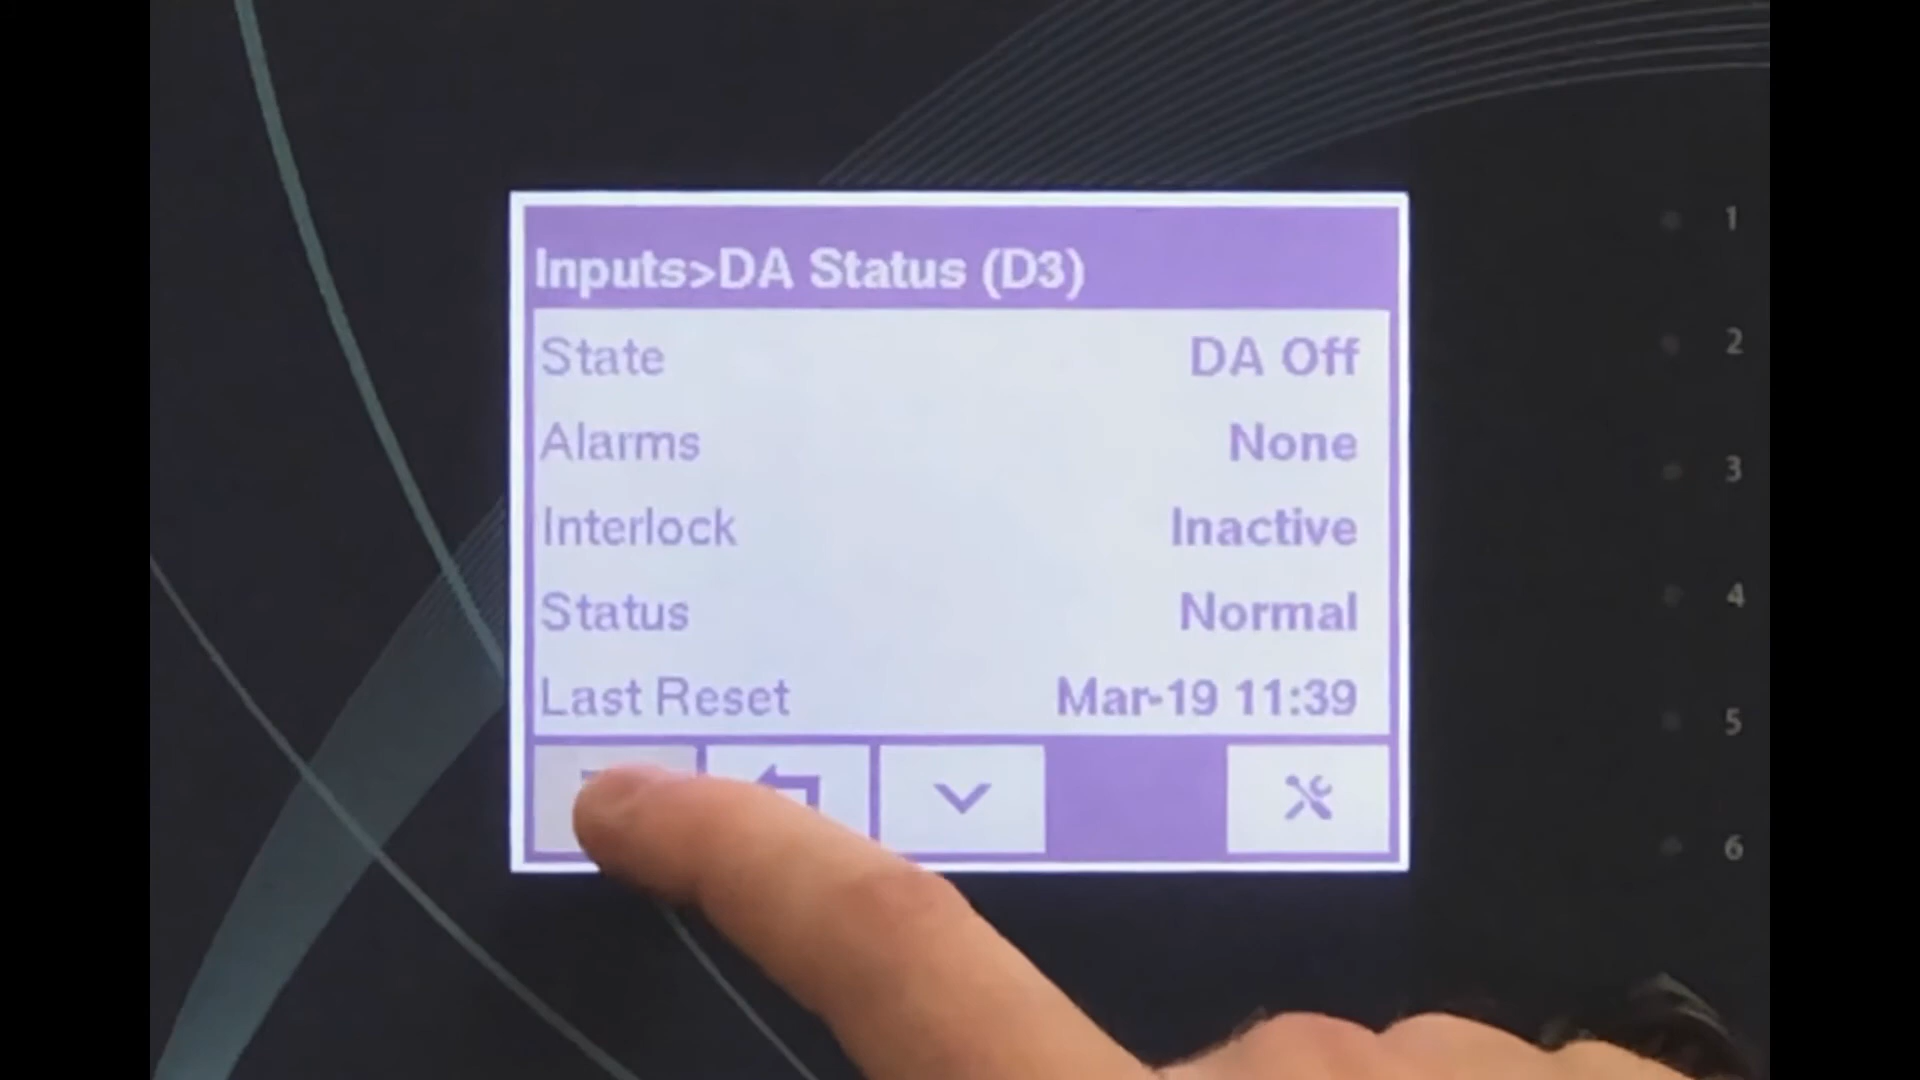 Inputs>DA Status (D3)
State DA Off
Alarms None
Interlock Inactive
Status Normal
Last Reset Mar-19 11:39
1
2
3
4
5
6